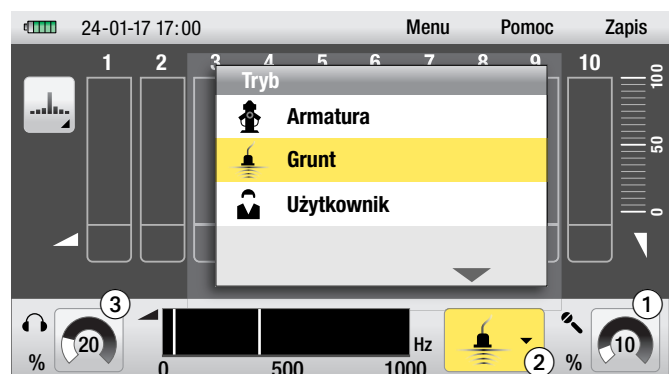 24-01-17 17:00 Menu Pomoc Zapis
1 2 3 4 5 6 7 8 9 10
Tryb
Armatura
Grunt
Użytkownik
100
50
0
3
1
20
%
0 500 1000
Hz
2
%
10